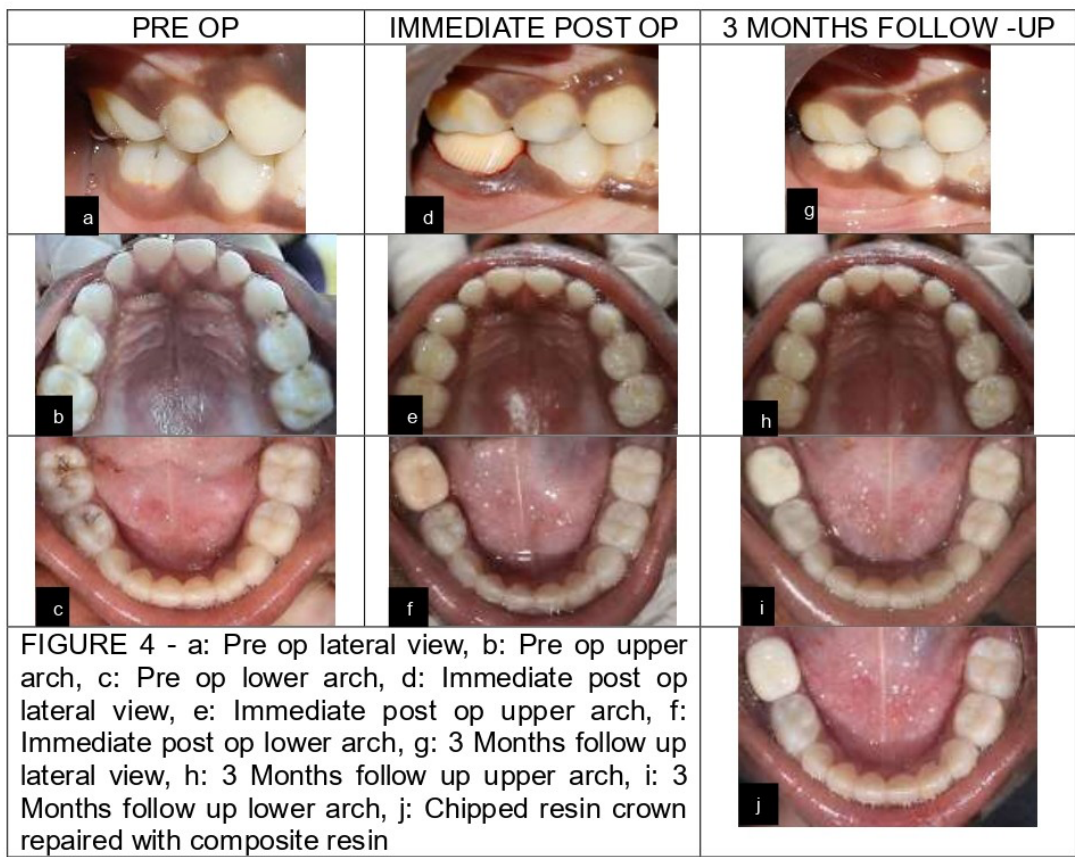 PRE OP
IMMEDIATE POST OP
3 MONTHS FOLLOW -UP
a
d
g
b
e
h
c
f
i
FIGURE 4 - a: Pre op lateral view, b: Pre op upper
arch, c: Pre op lower arch, d: Immediate post op
lateral view, e: Immediate post op upper arch, f:
Immediate post op lower arch, g: 3 Months follow up
lateral view, h: 3 Months follow up upper arch, i: 3
Months follow up lower arch, j: Chipped resin crown
repaired with composite resin
j